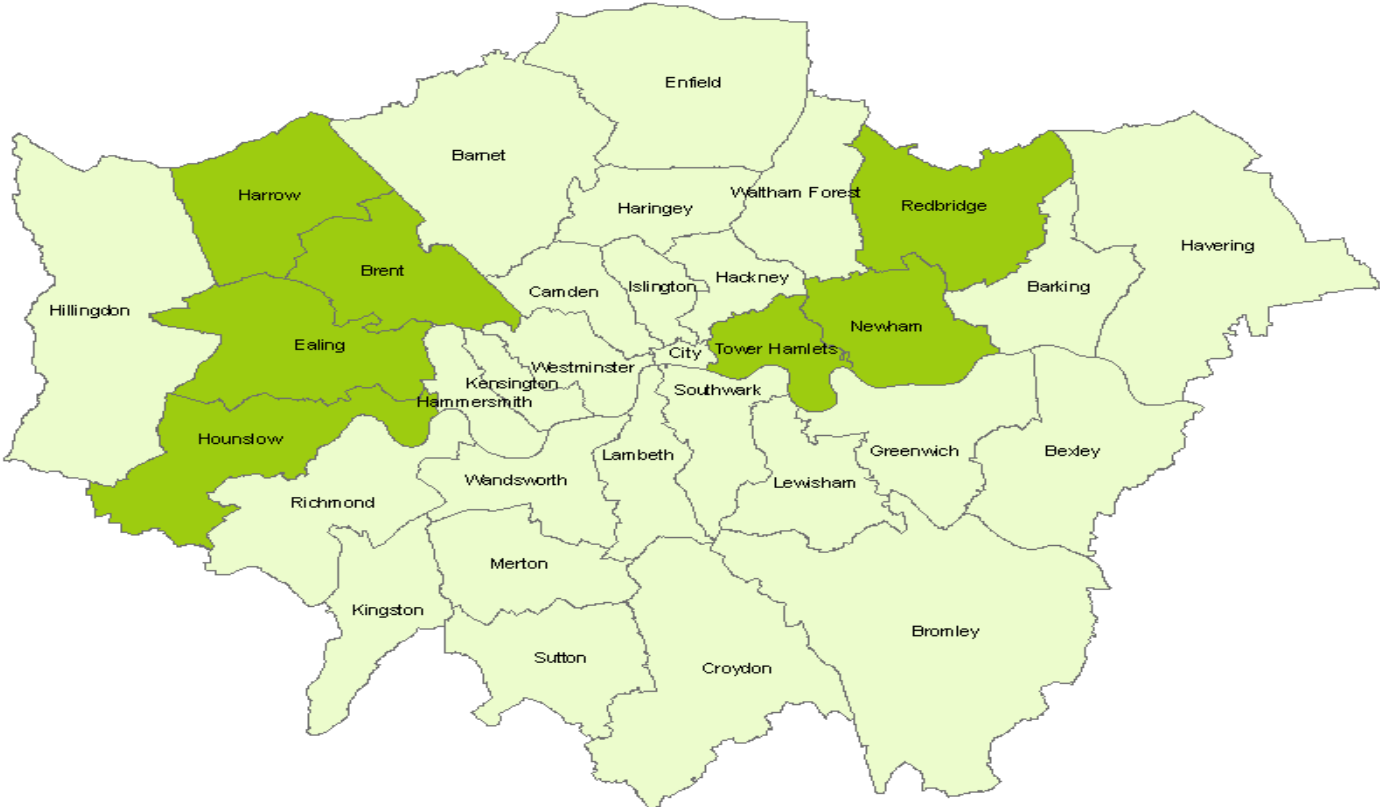 Enfield
Barnet
Harrow
Waltham Forest
Redbridge
Haringey
Havering
Brent
Hackney
Islington
Camden
Barking
Hillingdon
Newham
Ealing
Tower Hamlets
City
Westminster
Kensington
Southwark
Hammersmith
Hounslow
Greenwich
Bexley
Lambeth
Wandsworth
Lewisham
Richmond
Merton
Kingston
Bromley
Sutton
Croydon